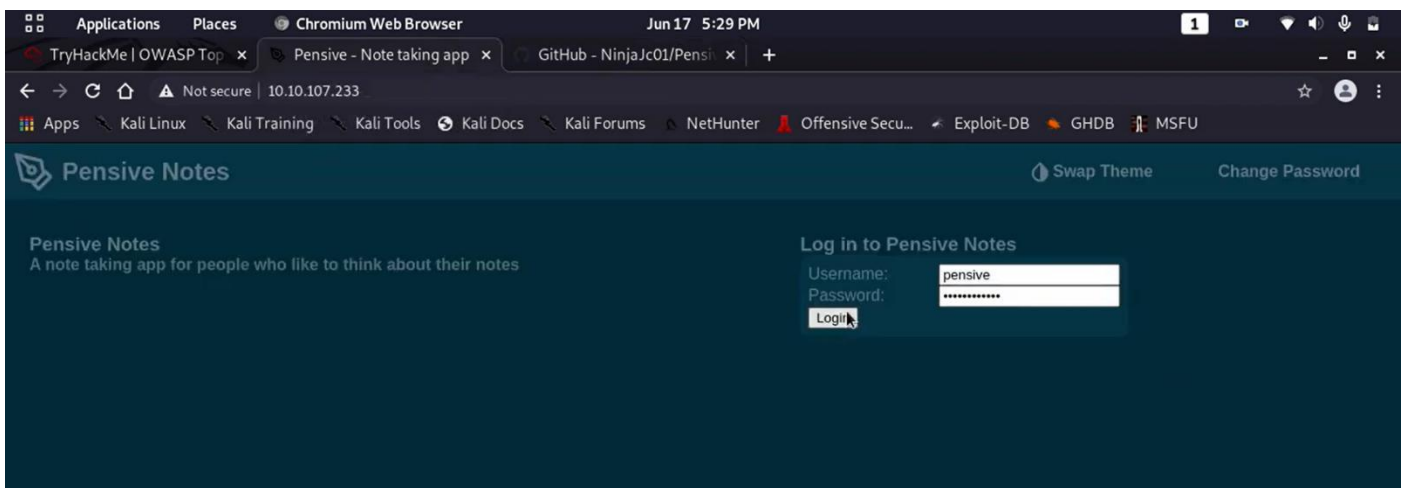 Applications Places Chromium Web Browser Jun 17 5:29 PM 1
TryHackMe | OWASP Top Pensive - Note taking app GitHub - NinjaJc01/Pensiv
Not secure | 10.10.107.233
Apps Kali Linux Kali Training Kali Tools Kali Docs Kali Forums NetHunter Offensive Secu... Exploit-DB GHDB MSFU
Pensive Notes Swap Theme Change Password
Pensive Notes
A note taking app for people who like to think about their notes
Log in to Pensive Notes
Username: pensive
Password: ••••••••••••
Login